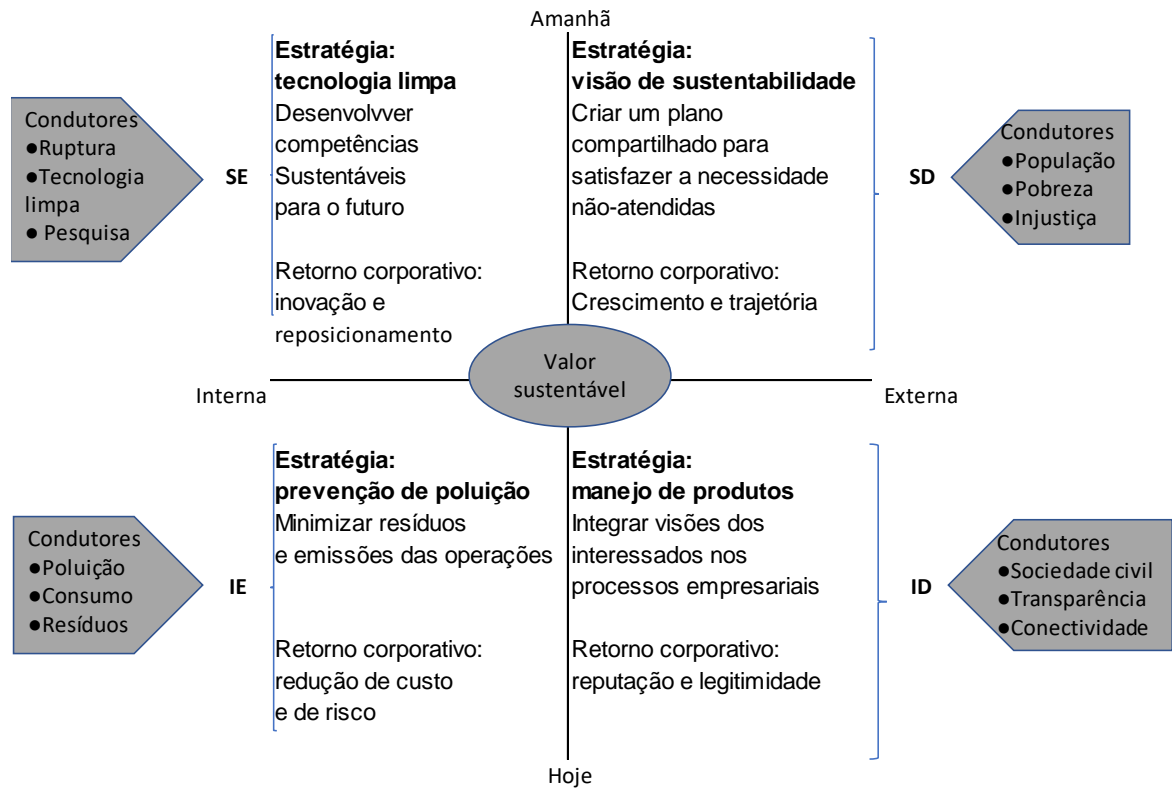 Amanhã
Condutores
●Ruptura
●Tecnologia
limpa
● Pesquisa
SE
Estratégia:
tecnologia limpa
Desenvolvver
competências
Sustentáveis
para o futuro
Retorno corporativo:
inovação e
reposicionamento
Estratégia:
visão de sustentabilidade
Criar um plano
compartilhado para
satisfazer a necessidade
não-atendidas
Retorno corporativo:
Crescimento e trajetória
SD
Condutores
●População
●Pobreza
●Injustiça
Interna
Valor
sustentável
Externa
Condutores
●Poluição
●Consumo
●Resíduos
IE
Estratégia:
prevenção de poluição
Minimizar resíduos
e emissões das operações
Retorno corporativo:
redução de custo
e de risco
Estratégia:
manejo de produtos
Integrar visões dos
interessados nos
processos empresariais
Retorno corporativo:
reputação e legitimidade
ID
Condutores
●Sociedade civil
●Transparência
●Conectividade
Hoje